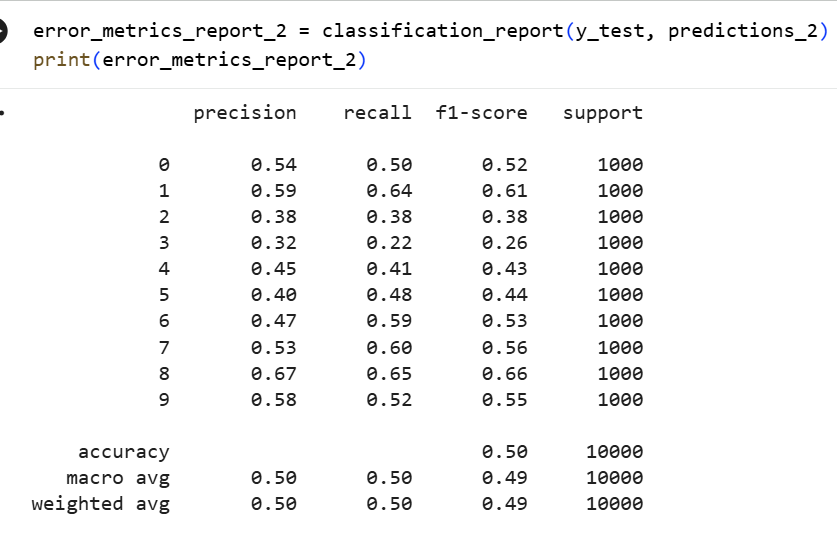 error_metrics_report_2 = classification_report(y_test, predictions_2)
print(error_metrics_report_2)
precision recall f1-score support
0 0.54 0.50 0.52 1000
1 0.59 0.64 0.61 1000
2 0.38 0.38 0.38 1000
3 0.32 0.22 0.26 1000
4 0.45 0.41 0.43 1000
5 0.40 0.48 0.44 1000
6 0.47 0.59 0.53 1000
7 0.53 0.60 0.56 1000
8 0.67 0.65 0.66 1000
9 0.58 0.52 0.55 1000
accuracy 0.50 10000
macro avg 0.50 0.50 0.49 10000
weighted avg 0.50 0.50 0.49 10000